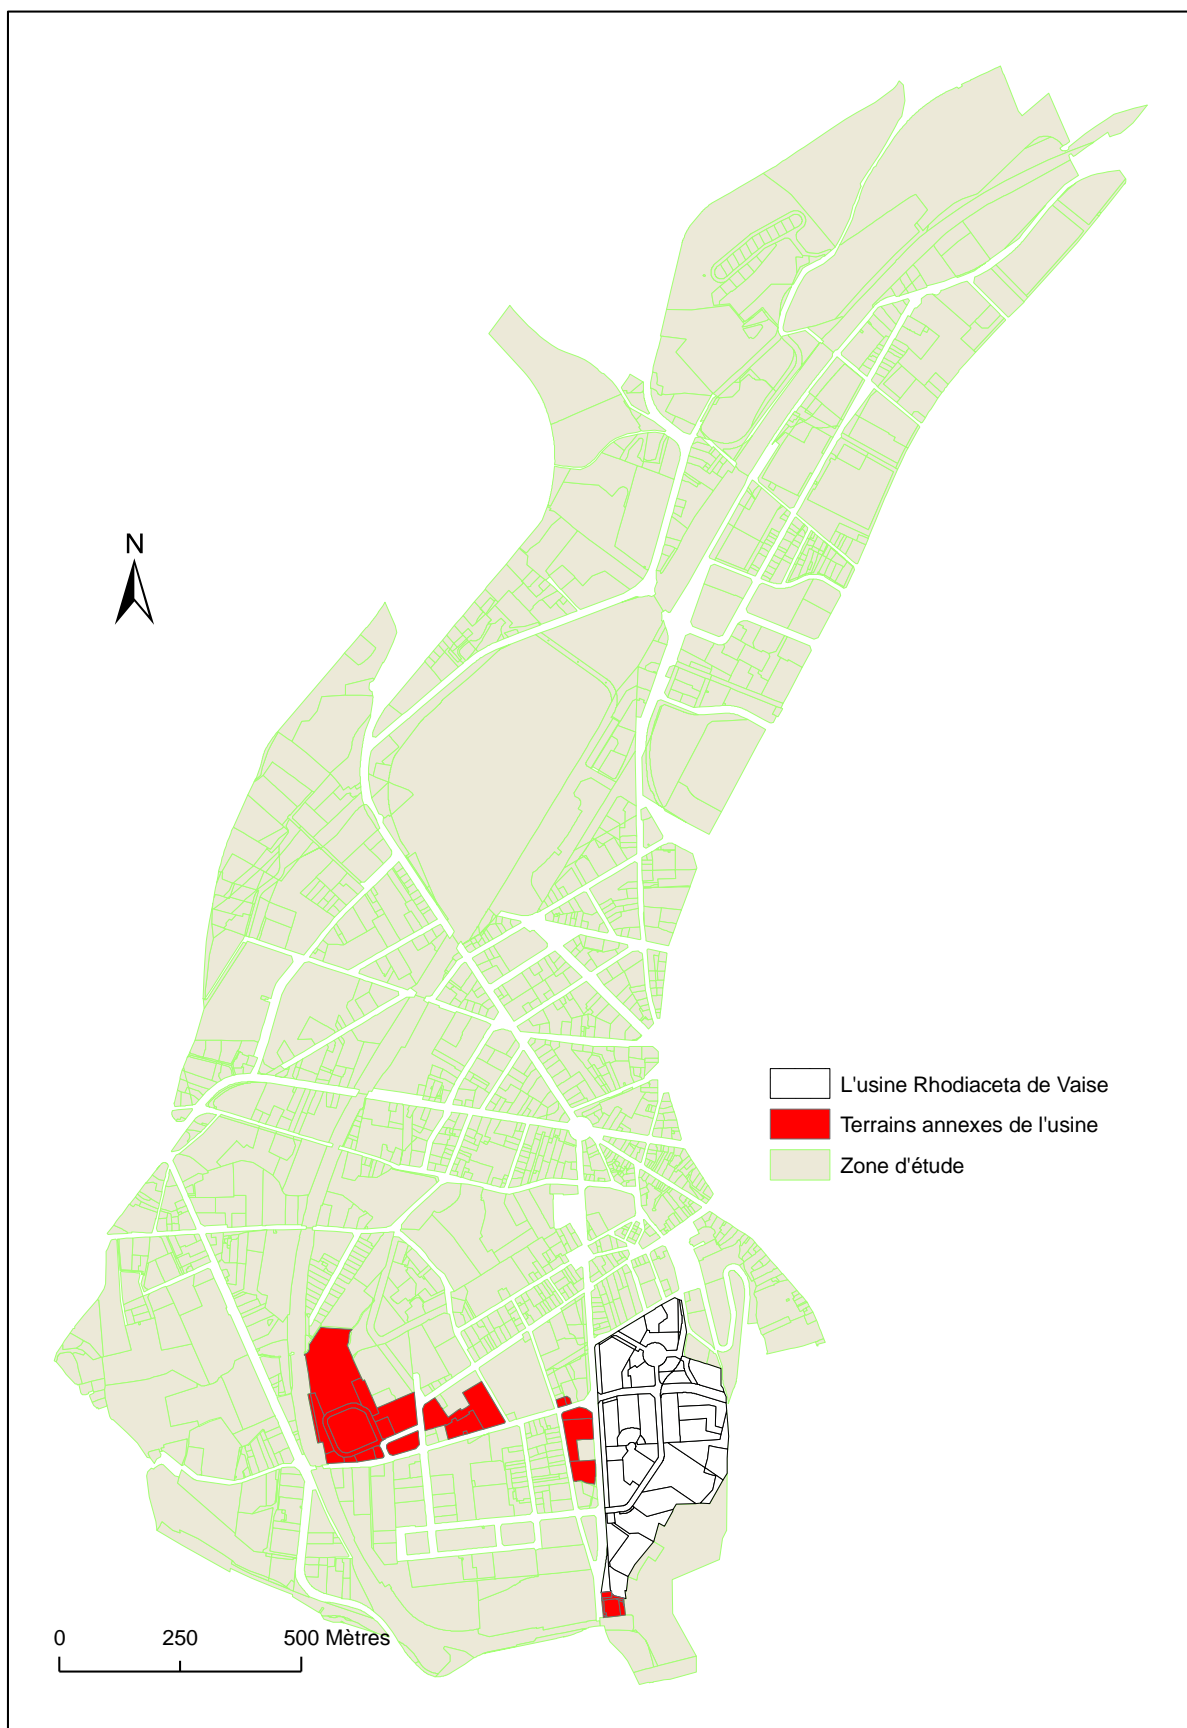 N
L'usine Rhodiaceta de Vaise
Terrains annexes de l'usine
Zone d'étude
0 250 500 Mètres